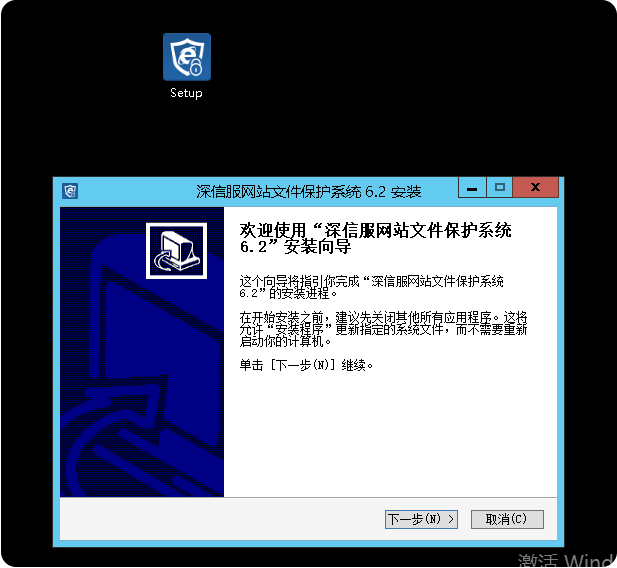 Setup
深信服网站文件保护系统 6.2 安装
欢迎使用“深信服网站文件保护系统
6.2”安装向导
这个向导将指引你完成“深信服网站文件保护系统
6.2”的安装进程。
在开始安装之前，建议先关闭其他所有应用程序。这将
允许“安装程序”更新指定的系统文件，而不需要重新
启动你的计算机。
单击 [下一步(N)] 继续。
下一步(N) >
取消(C)
激活 Wind